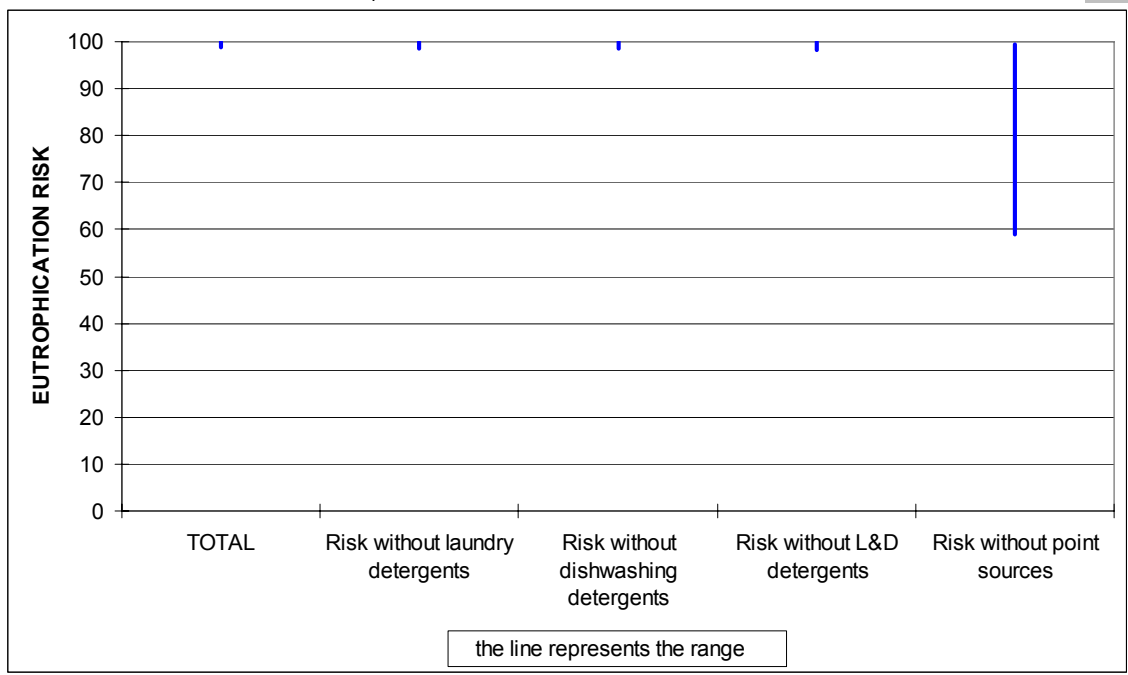 EUTROPHICATION RISK
100
90
80
70
60
50
40
30
20
10
0
TOTAL
Risk without laundry
detergents
Risk without
dishwashing
detergents
Risk without L&D
detergents
Risk without point
sources
the line represents the range